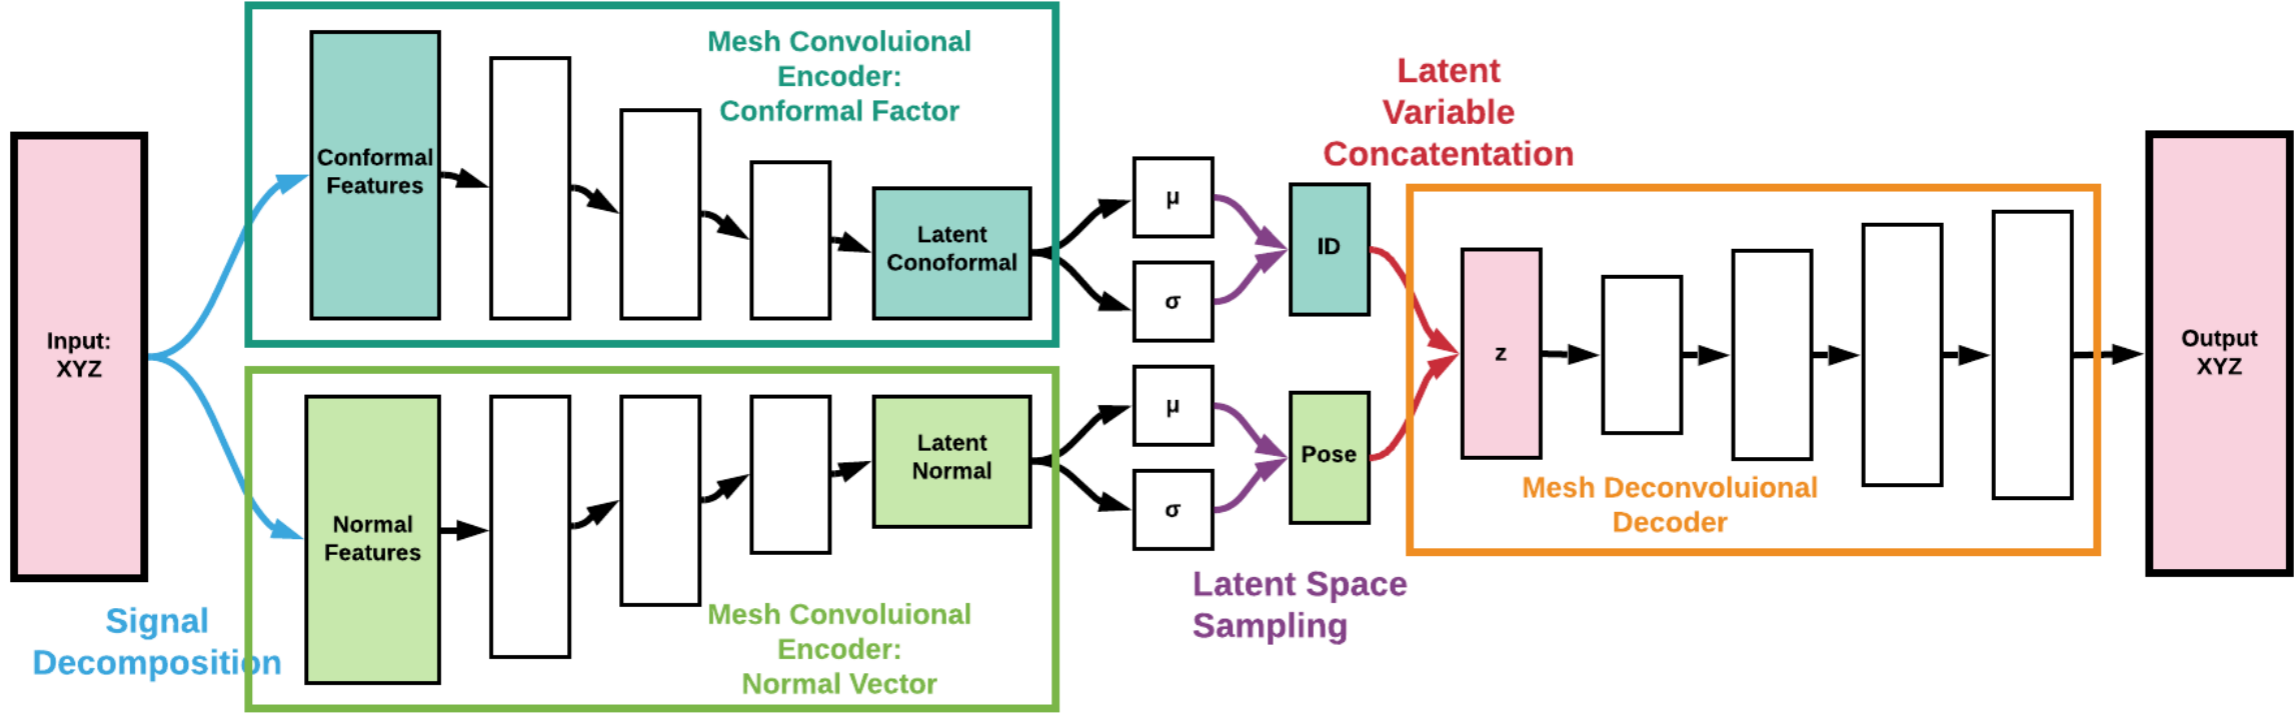 Input:
XYZ
Signal
Decomposition
Mesh Convoluional
Encoder:
Conformal Factor
Conformal
Features
Latent
Conoformal
Normal
Features
Latent
Normal
Mesh Convoluional
Encoder:
Normal Vector
μ
σ
μ
σ
ID
Pose
Latent Space
Sampling
Latent
Variable
Concatentation
z
Mesh Deconvoluional
Decoder
Output
XYZ